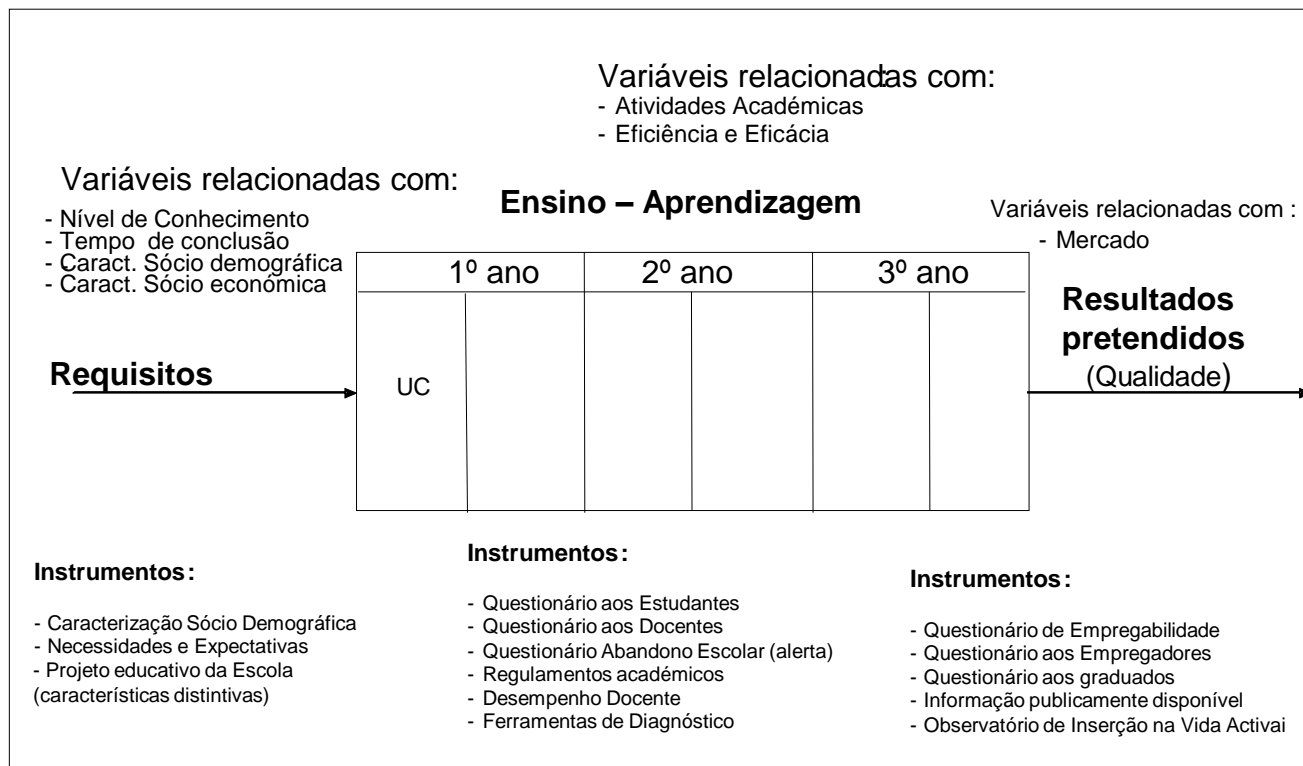 Variáveis relacionadas com:
- Atividades Académicas
- Eficiência e Eficácia
Variáveis relacionadas com:
- Nível de Conhecimento
- Tempo de conclusão
- Caract. Sócio demográfica
- Caract. Sócio económica
Ensino – Aprendizagem
Variáveis relacionadas com :
- Mercado
1º ano
2º ano
3º ano
Resultados
pretendidos
(Qualidade)
Requisitos
UC
Instrumentos:
- Caracterização Sócio Demográfica
- Necessidades e Expectativas
- Projeto educativo da Escola
(características distintivas)
Instrumentos:
- Questionário aos Estudantes
- Questionário aos Docentes
- Questionário Abandono Escolar (alerta)
- Regulamentos académicos
- Desempenho Docente
- Ferramentas de Diagnóstico
Instrumentos:
- Questionário de Empregabilidade
- Questionário aos Empregadores
- Questionário aos graduados
- Informação publicamente disponível
- Observatório de Inserção na Vida Activai